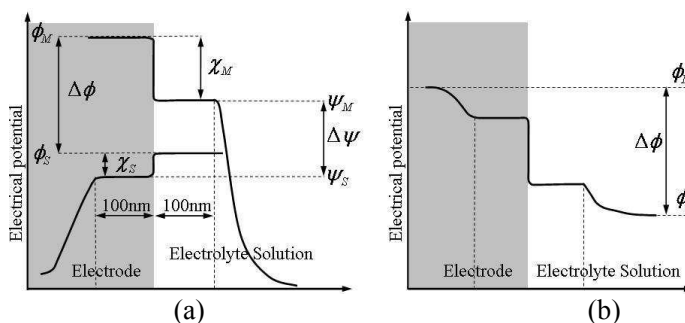 ϕM
χM
Δϕ
ψM
Δψ
ϕS
χS
ψS
100nm 100nm
Electrolyte Solution
Electrode
Electrical potential
(a)
Δϕ
Electrode
Electrolyte Solution
Electrical potential
(b)